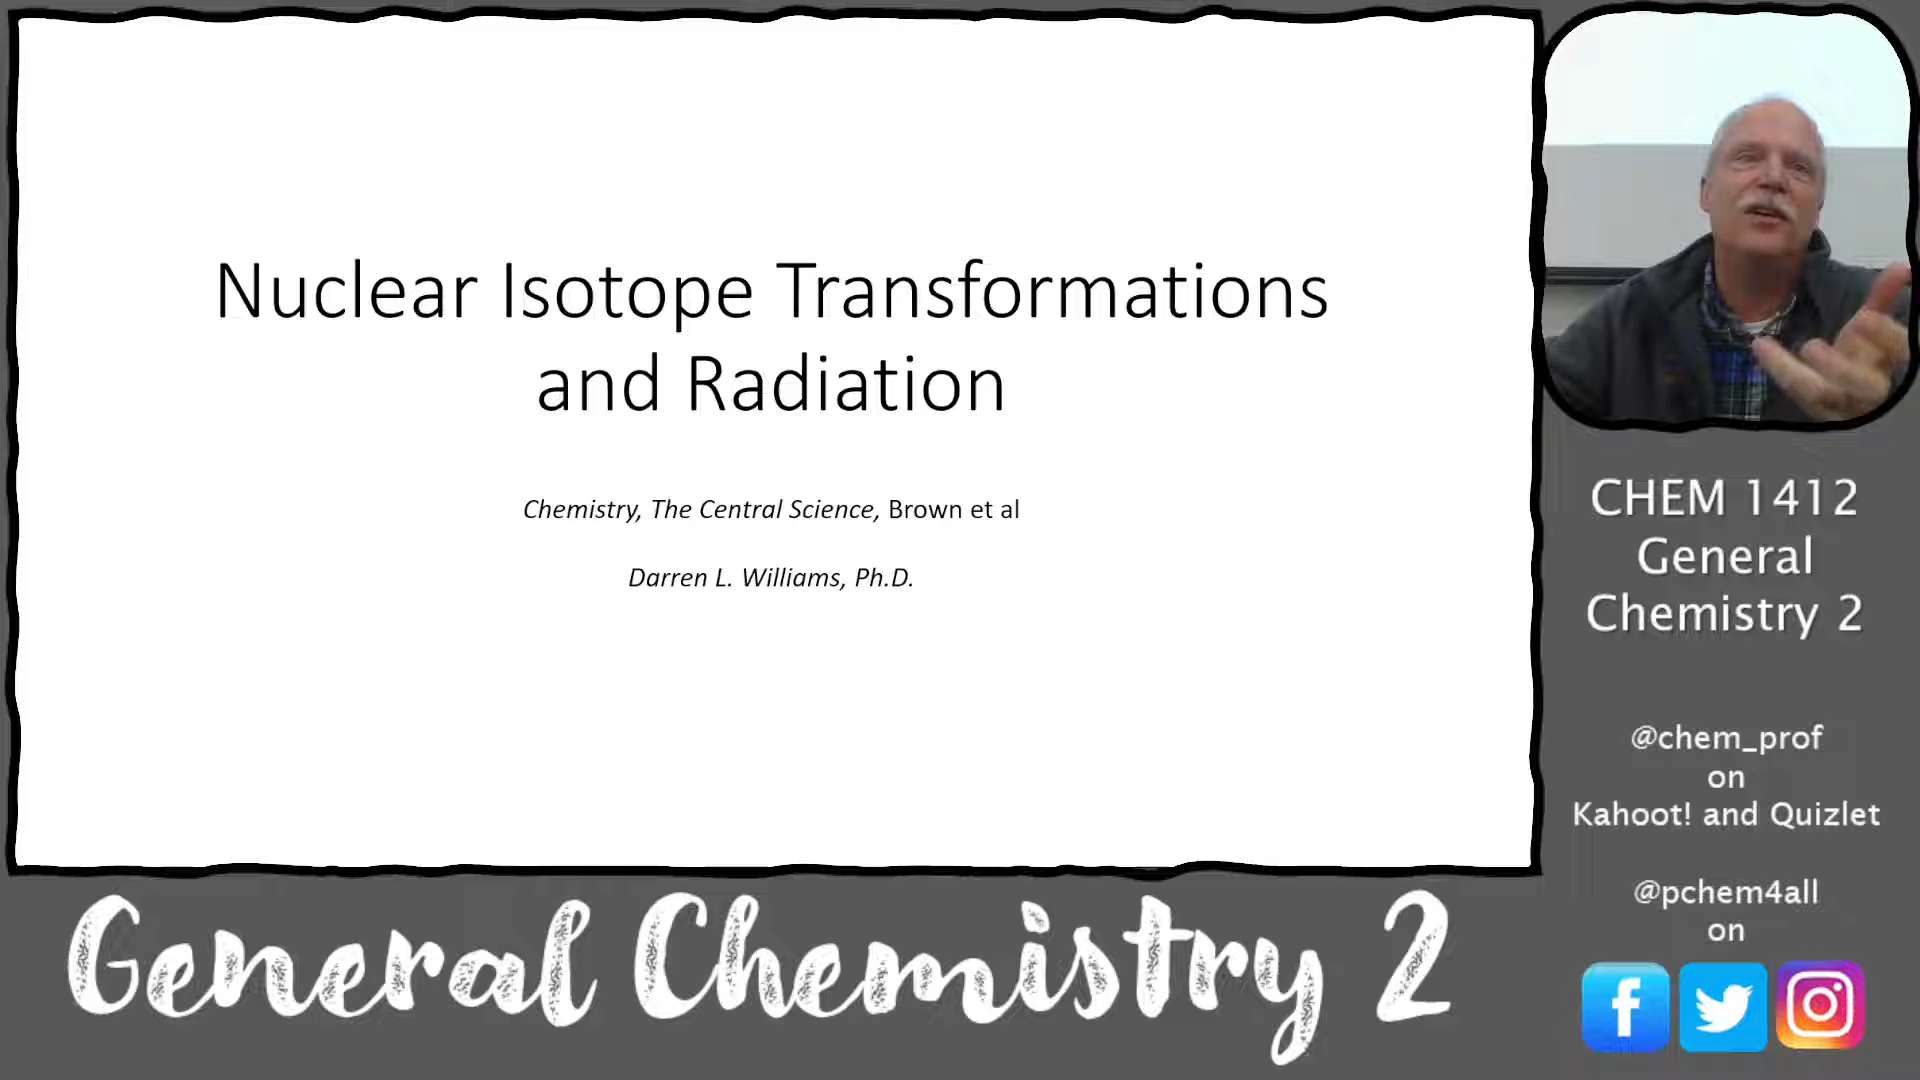 Nuclear Isotope Transformations
and Radiation
Chemistry, The Central Science, Brown et al
Darren L. Williams, Ph.D.
CHEM 1412
General
Chemistry 2
@chem_prof
on
Kahoot! and Quizlet
@pchem4all
on
General Chemistry 2